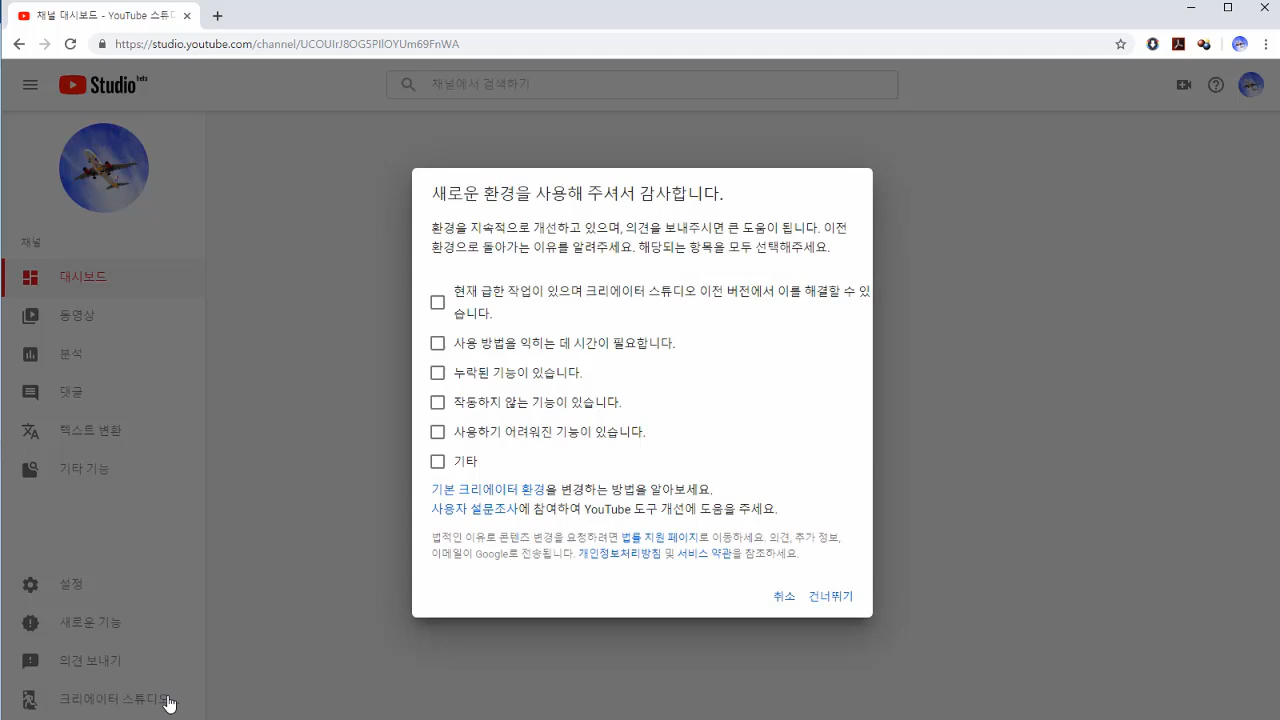 채널 대시보드 - YouTube 스튜디
https://studio.youtube.com/channel/UCOUIrJ8OG5PIlOYUm69FnWA
Studio beta
채널에서 검색하기
채널
대시보드
동영상
분석
댓글
텍스트 변환
기타 기능
설정
새로운 기능
의견 보내기
크리에이터 스튜디오
새로운 환경을 사용해 주셔서 감사합니다.
환경을 지속적으로 개선하고 있으며, 의견을 보내주시면 큰 도움이 됩니다. 이전
환경으로 돌아가는 이유를 알려주세요. 해당되는 항목을 모두 선택해주세요.
현재 급한 작업이 있으며 크리에이터 스튜디오 이전 버전에서 이를 해결할 수 있
습니다.
사용 방법을 익히는 데 시간이 필요합니다.
누락된 기능이 있습니다.
작동하지 않는 기능이 있습니다.
사용하기 어려워진 기능이 있습니다.
기타
기본 크리에이터 환경을 변경하는 방법을 알아보세요.
사용자 설문조사에 참여하여 YouTube 도구 개선에 도움을 주세요.
법적인 이유로 콘텐츠 변경을 요청하려면 법률 지원 페이지로 이동하세요. 의견, 추가 정보,
이메일이 Google로 전송됩니다. 개인정보처리방침 및 서비스 약관을 참조하세요.
취소 건너뛰기